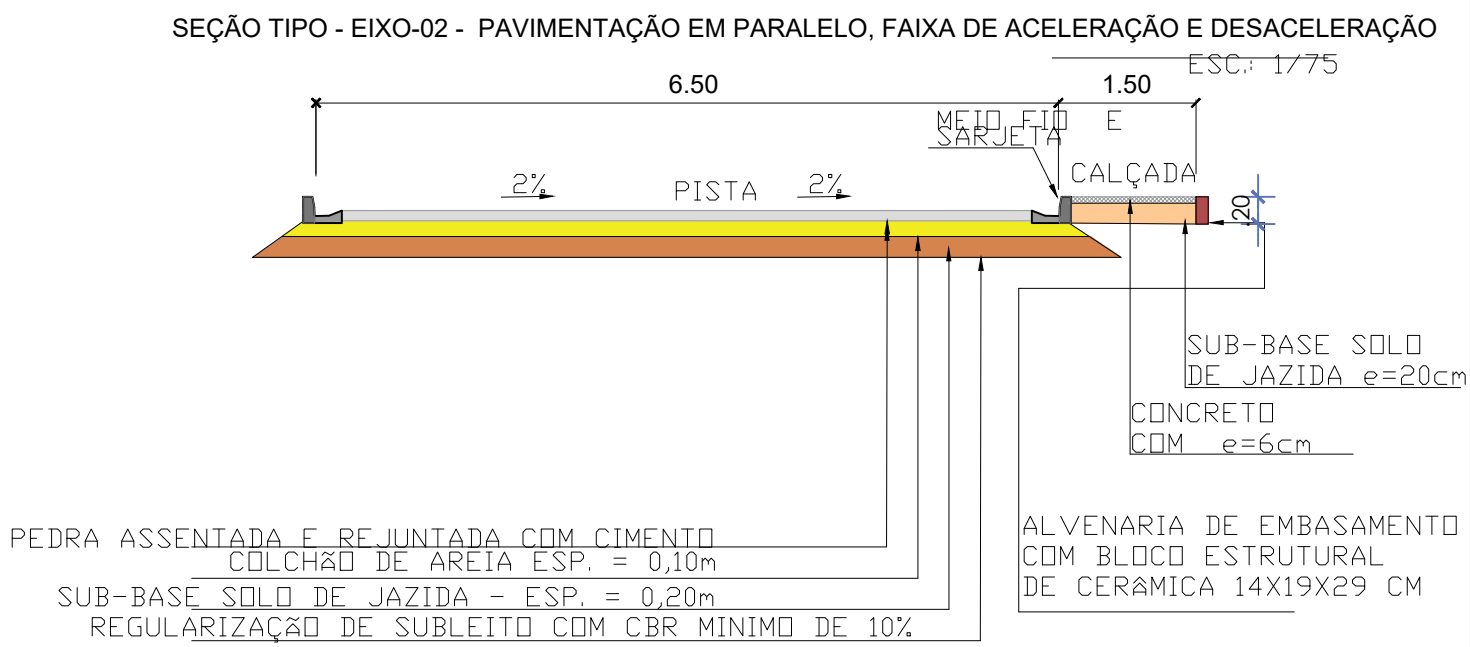 SEÇÃO TIPO - EIXO-02 - PAVIMENTAÇÃO EM PARALELO, FAIXA DE ACELERAÇÃO E DESACELERAÇÃO
ESC.: 1/75
6.50
1.50
MEIO FIO E
SARJETA
CALÇADA
2%
PISTA
2%
.20
SUB-BASE SOLO
DE JAZIDA e=20cm
CONCRETO
COM e=6cm
ALVENARIA DE EMBASAMENTO
COM BLOCO ESTRUTURAL
DE CERÂMICA 14X19X29 CM
PEDRA ASSENTADA E REJUNTADA COM CIMENTO
COLCHÃO DE AREIA ESP. = 0,10m
SUB-BASE SOLO DE JAZIDA - ESP. = 0,20m
REGULARIZAÇÃO DE SUBLEITO COM CBR MINIMO DE 10%